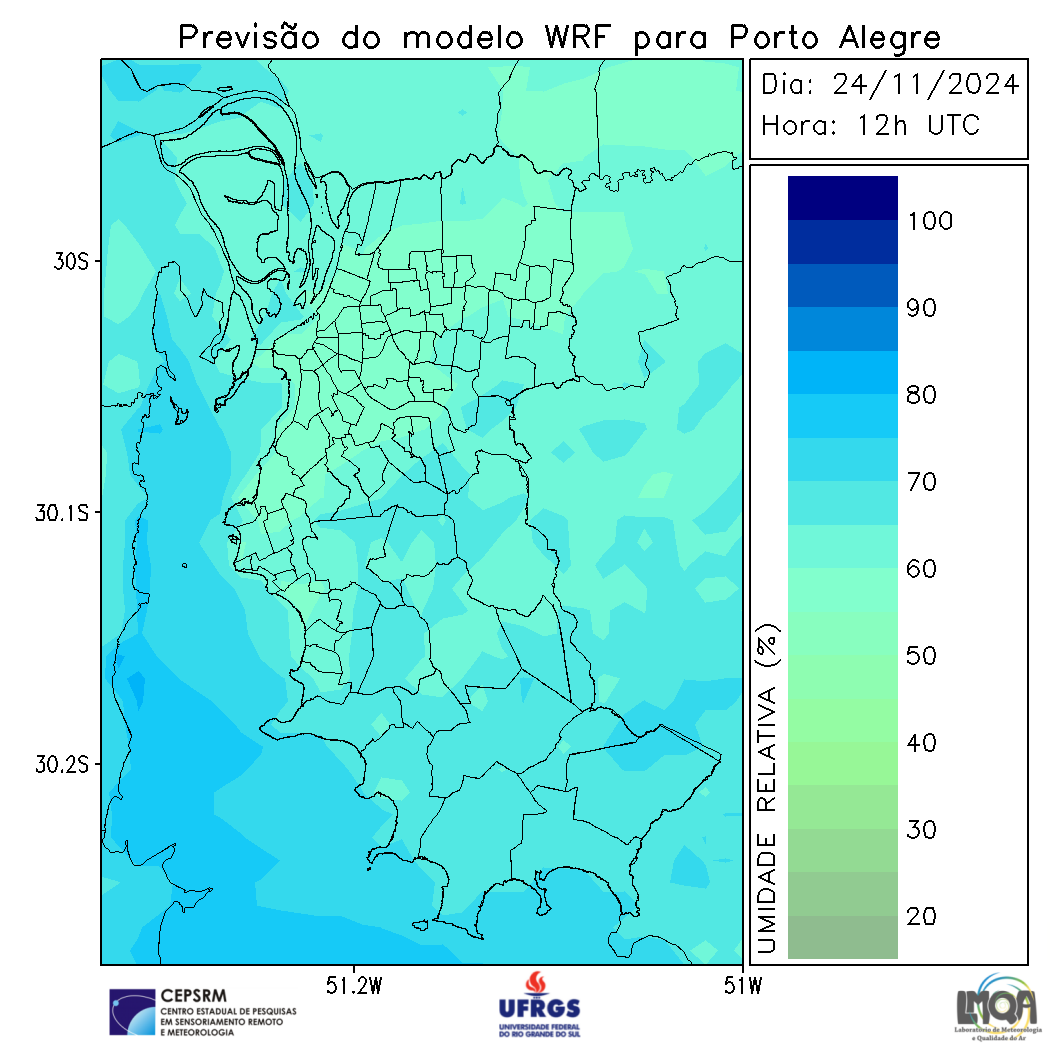 Previsão do modelo WRF para Porto Alegre
Dia: 24/11/2024
Hora: 12h UTC
30S
30.1S
30.2S
51.2W
51W
UMIDADE RELATIVA (%)
100
90
80
70
60
50
40
30
20
CEPSRM
CENTRO ESTADUAL DE PESQUISAS
EM SENSORIAMENTO REMOTO
E METEOROLOGIA
UFRGS
UNIVERSIDADE FEDERAL
DO RIO GRANDE DO SUL
LMQA
Laboratório de Meteorologia
e Qualidade do Ar